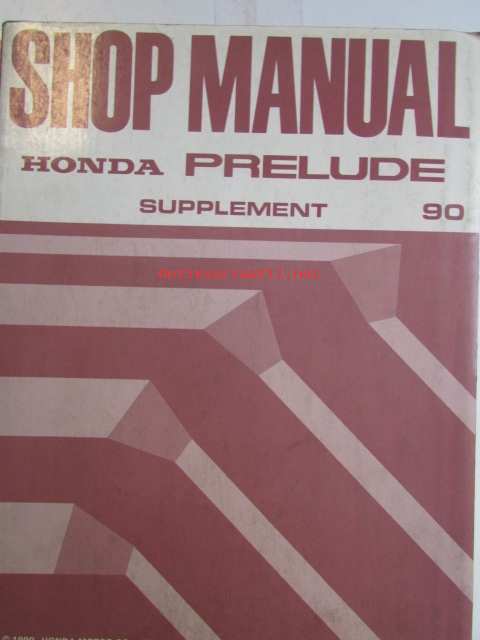 SHOP MANUAL
HONDA PRELUDE
SUPPLEMENT 90